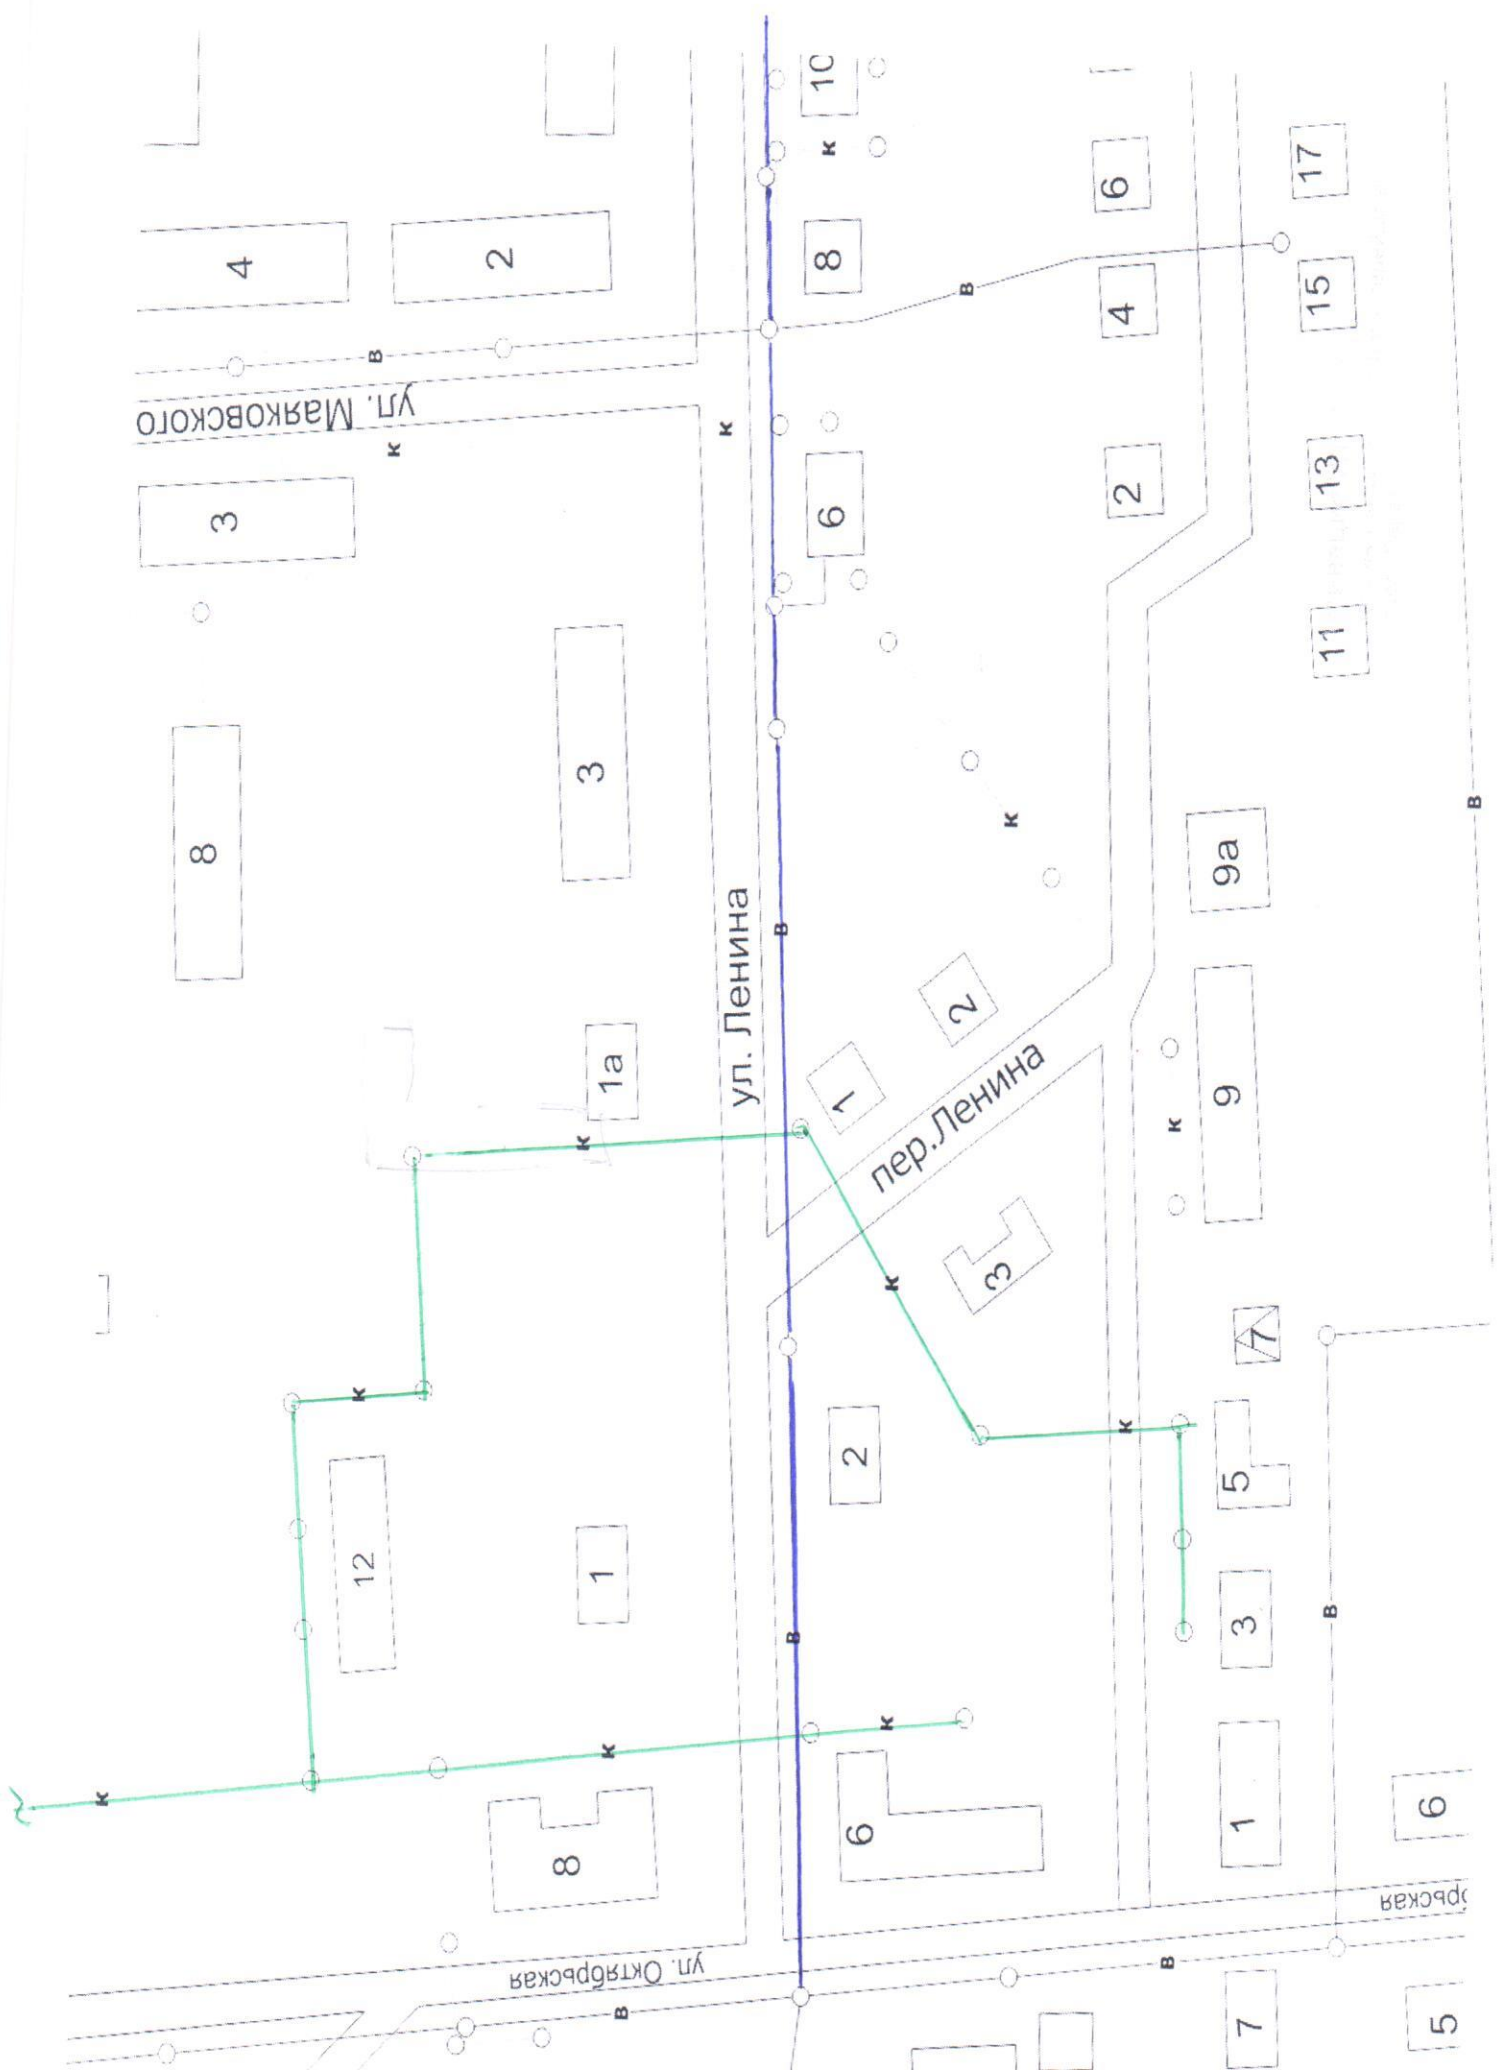 к
8
3
4
ул. Маяковского
12
к
к
в
2
8
ул. Октябрьская
в
к
1
к
1а
3
ул. Ленина
к
в
в
6
к
2
к
1
6
8
к
10
3
пер.Ленина
2
к
в
в
к
к
2
4
6
7
1
3
5
7
9
9а
11
13
15
17
в
5
рьская
6
в